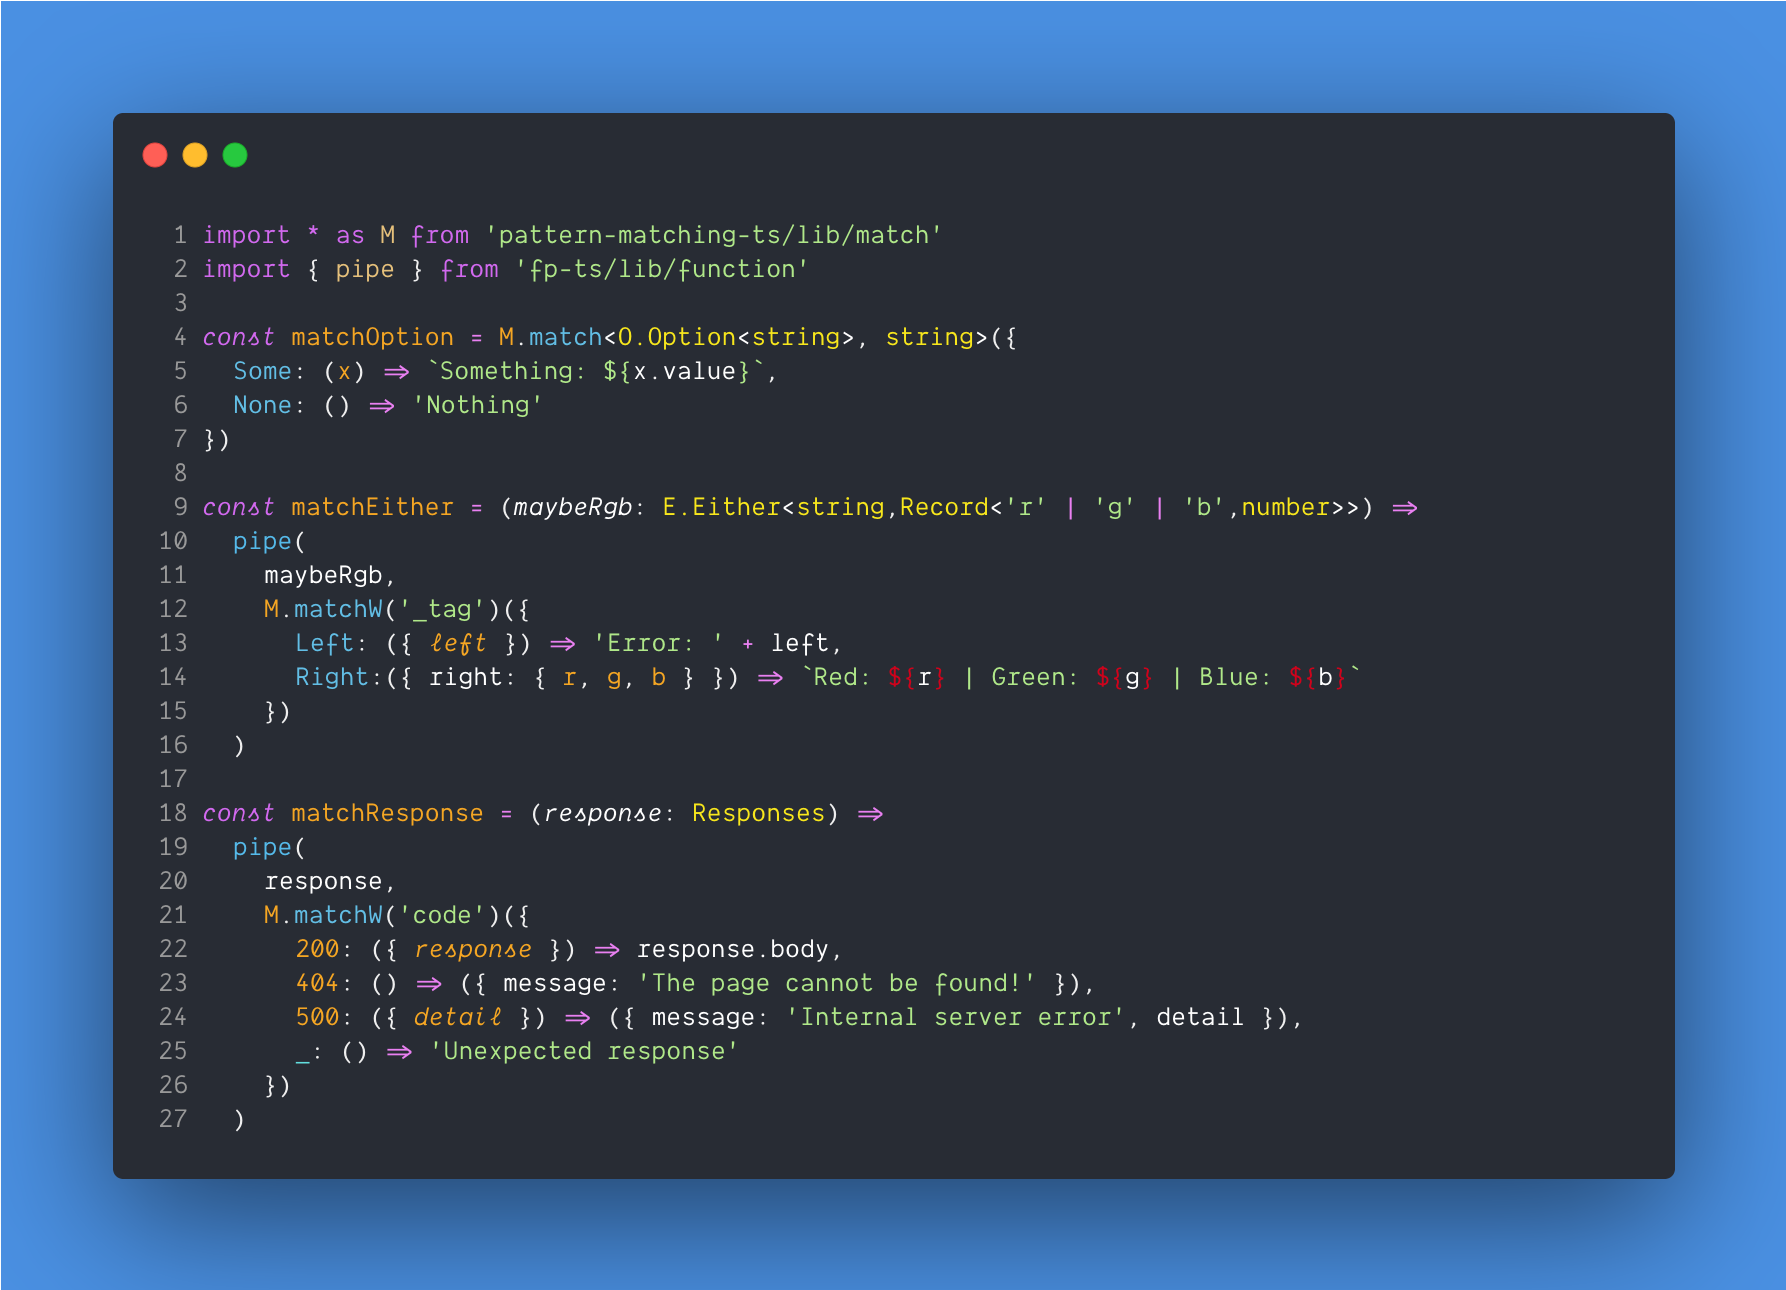 1 import * as M from 'pattern-matching-ts/lib/match'
2 import { pipe } from 'fp-ts/lib/function'
3
4 const matchOption = M.match<O.Option<string>, string>({
5   Some: (x) => `Something: ${x.value}`,
6   None: () => 'Nothing'
7 })
8
9 const matchEither = (maybeRgb: E.Either<string,Record<'r' | 'g' | 'b',number>>) =>
10   pipe(
11     maybeRgb,
12     M.matchW('_tag')({
13       Left: ({ left }) => 'Error: ' + left,
14       Right:({ right: { r, g, b } }) => `Red: ${r} | Green: ${g} | Blue: ${b}`
15     })
16   )
17
18 const matchResponse = (response: Responses) =>
19   pipe(
20     response,
21     M.matchW('code')({
22       200: ({ response }) => response.body,
23       404: () => ({ message: 'The page cannot be found!' }),
24       500: ({ detail }) => ({ message: 'Internal server error', detail }),
25       _: () => 'Unexpected response'
26     })
27   )